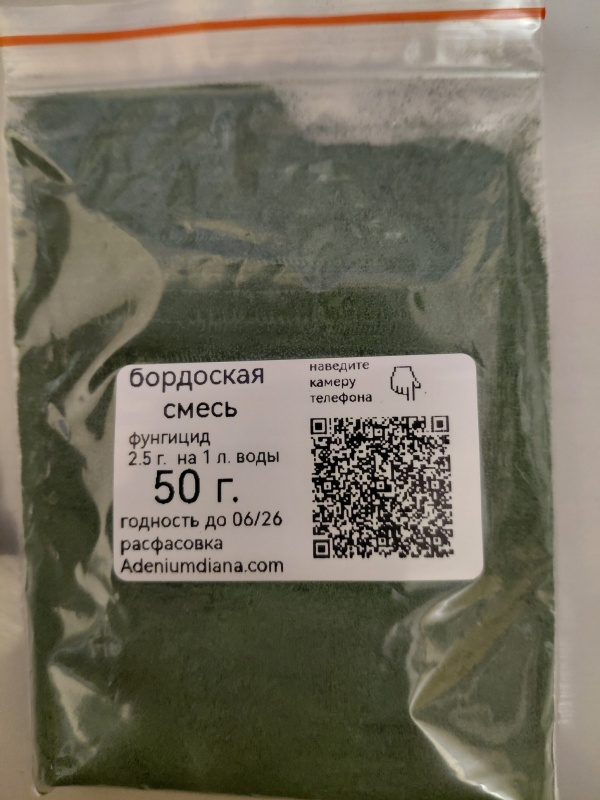 бордоская
смесь
фунгицид
2.5 г. на 1 л. воды
50 г.
годность до 06/26
расфасовка
Adeniumdiana.com
наведите
камеру
телефона